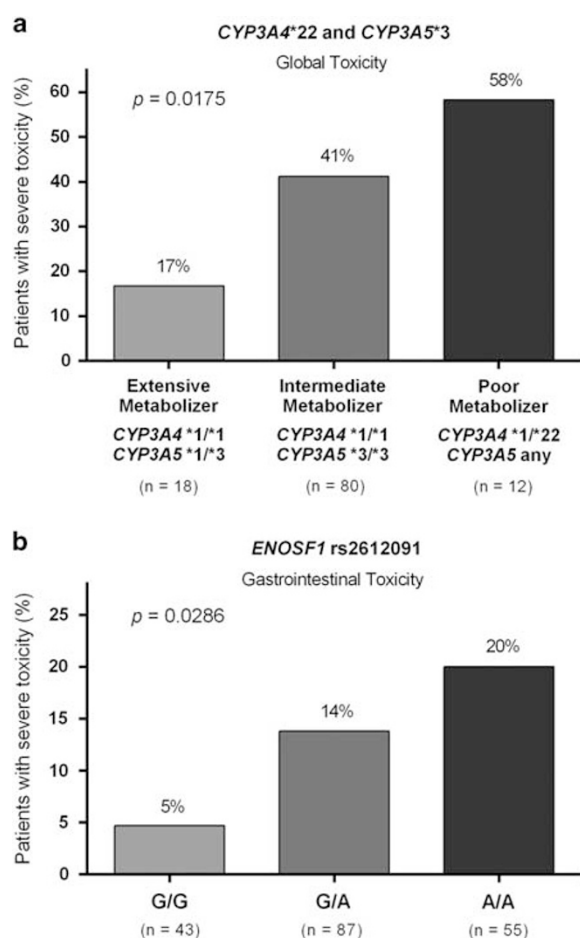 a
CYP3A4*22 and CYP3A5*3
Global Toxicity
p = 0.0175
Patients with severe toxicity (%)
60
50
40
30
20
10
0
17%
41%
58%
Extensive Metabolizer
CYP3A4 *1/*1
CYP3A5 *1/*3
(n = 18)
Intermediate Metabolizer
CYP3A4 *1/*1
CYP3A5 *3/*3
(n = 80)
Poor Metabolizer
CYP3A4 *1/*22
CYP3A5 any
(n = 12)
b
ENOSF1 rs2612091
Gastrointestinal Toxicity
p = 0.0286
Patients with severe toxicity (%)
25
20
15
10
5
0
5%
14%
20%
G/G
(n = 43)
G/A
(n = 87)
A/A
(n = 55)